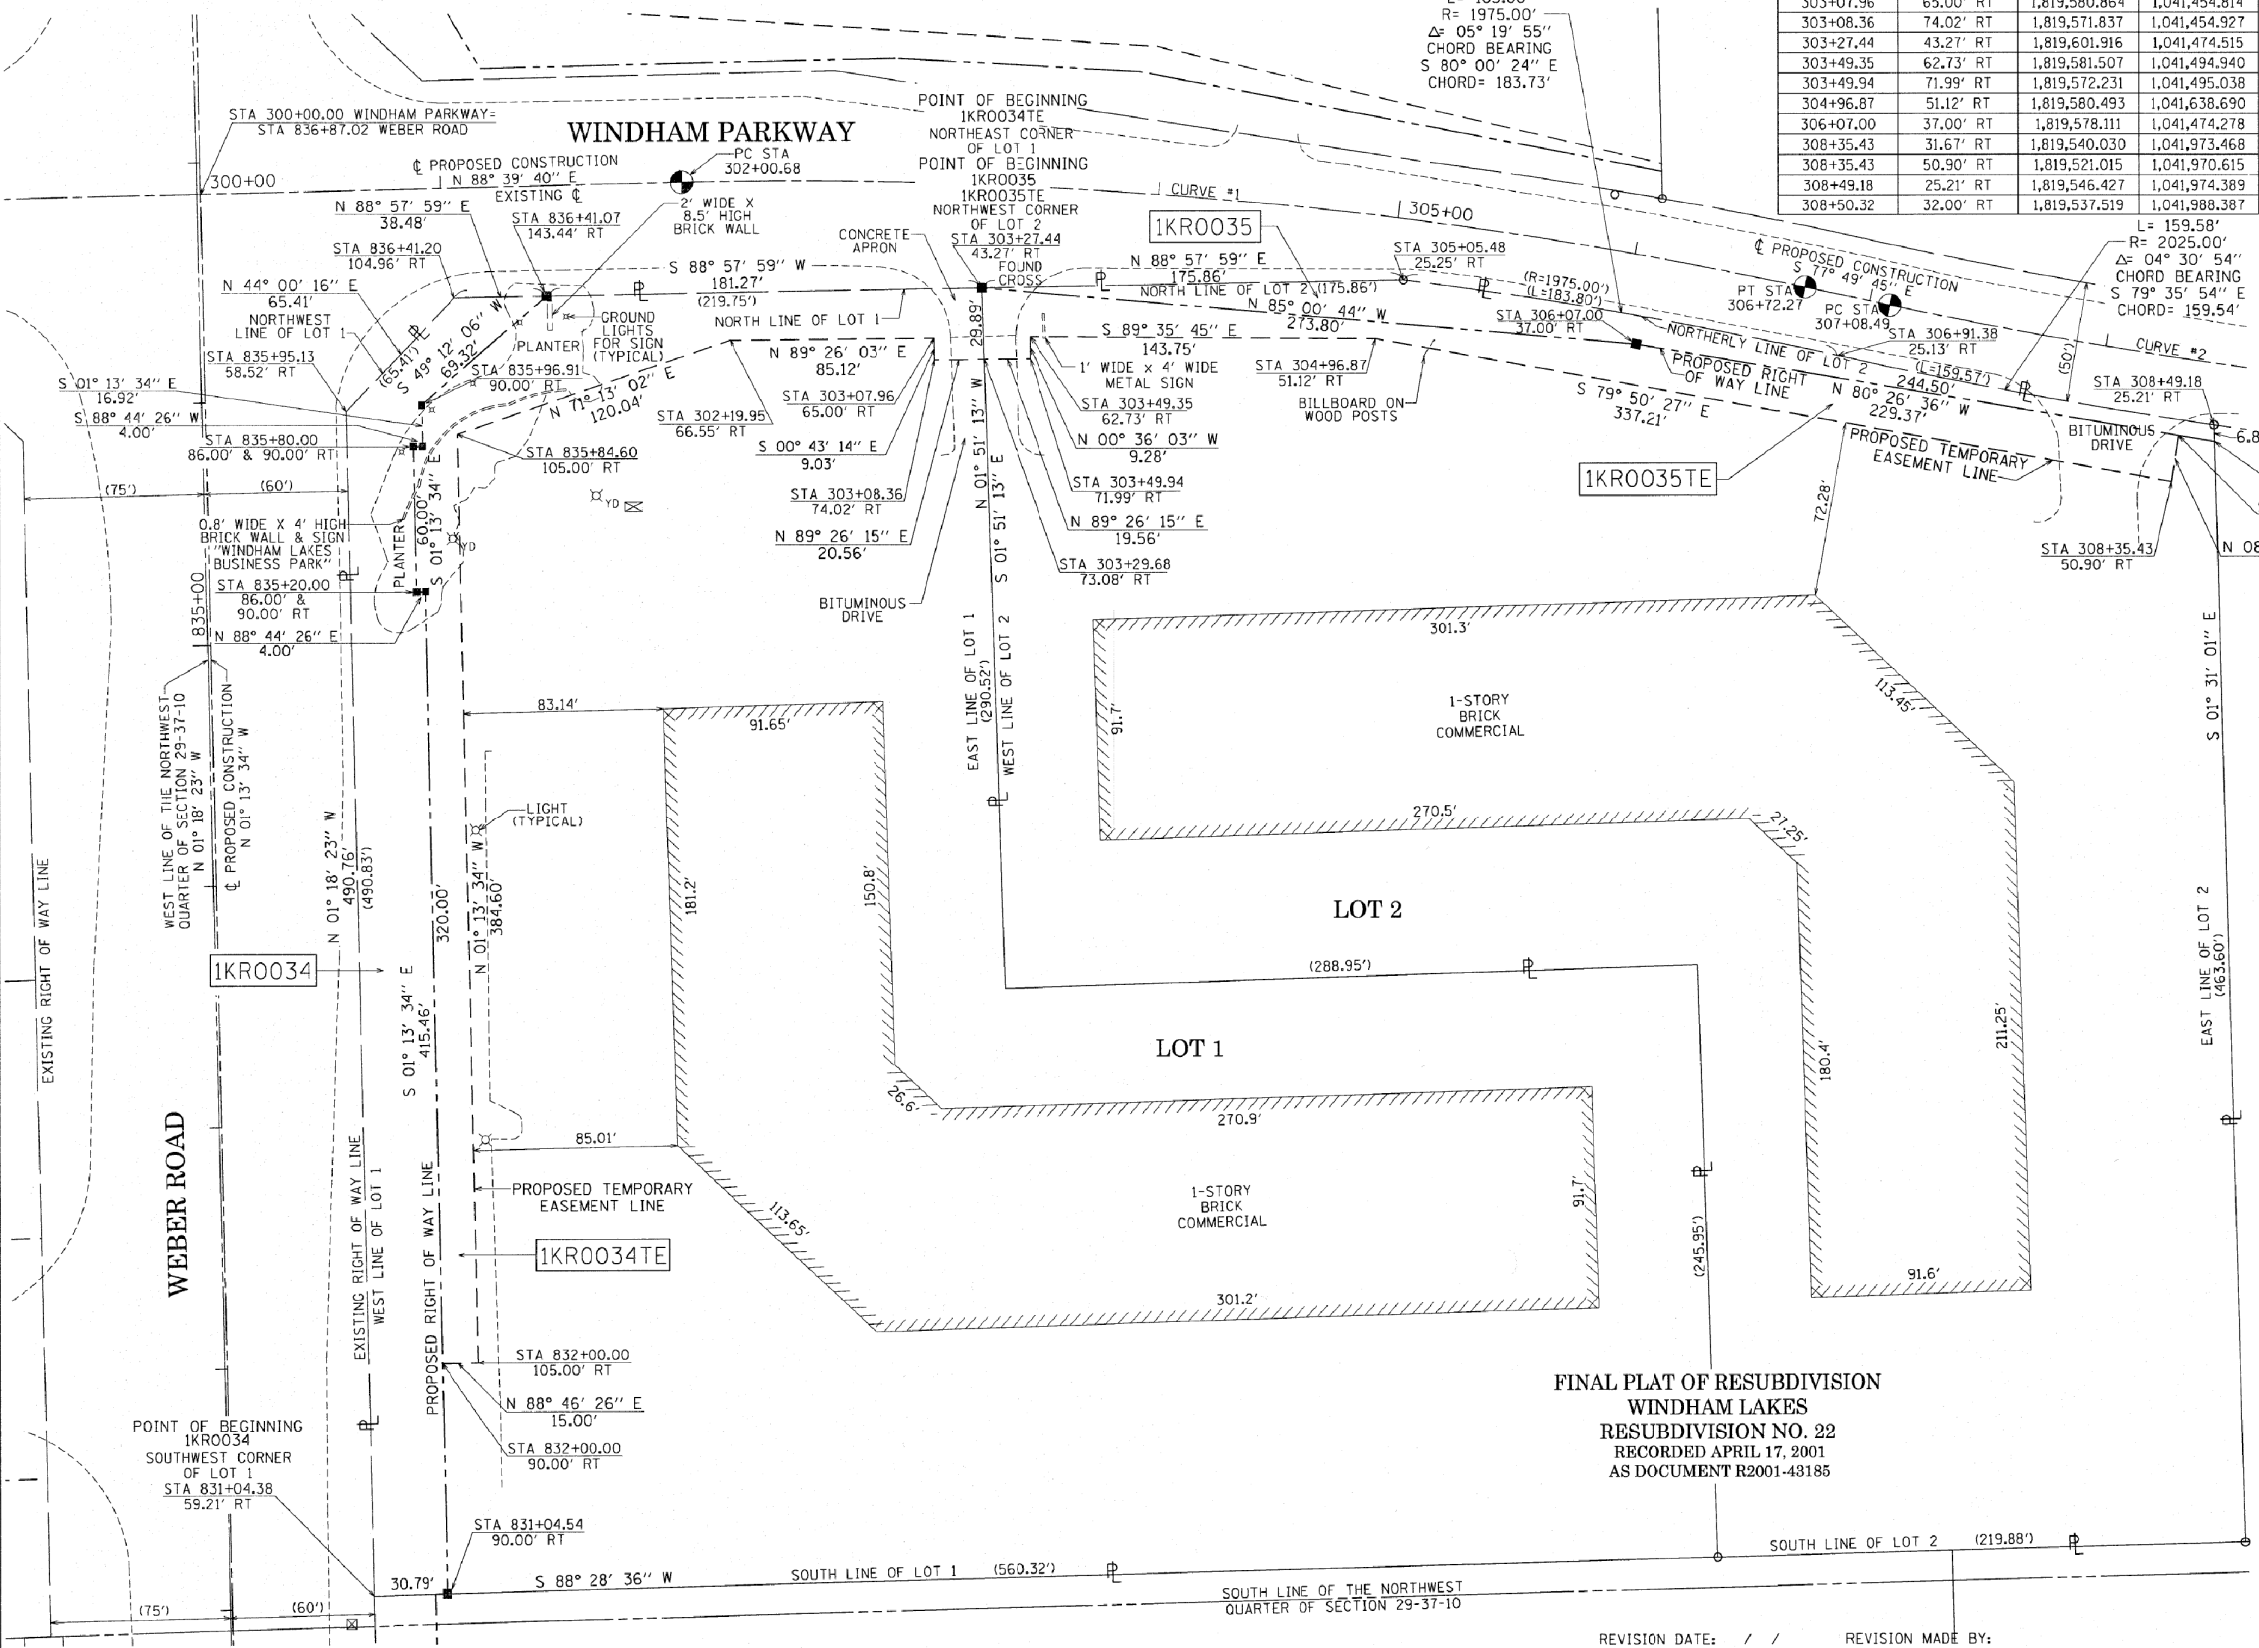 L= 183.80'
R= 1975.00'
Δ= 05° 19' 55"
CHORD BEARING
S 80° 00' 24" E
CHORD= 183.73'
303+07.96 65.00' RT 1,819,580.864 1,041,454.814
303+08.36 74.02' RT 1,819,571.837 1,041,454.927
303+27.44 43.27' RT 1,819,601.916 1,041,474.515
303+49.35 62.73' RT 1,819,581.507 1,041,494.940
303+49.94 71.99' RT 1,819,572.231 1,041,495.038
304+96.87 51.12' RT 1,819,580.493 1,041,638.690
306+07.00 37.00' RT 1,819,578.111 1,041,474.278
308+35.43 31.67' RT 1,819,540.030 1,041,973.468
308+35.43 50.90' RT 1,819,521.015 1,041,970.615
308+49.18 25.21' RT 1,819,546.427 1,041,974.389
308+50.32 32.00' RT 1,819,537.519 1,041,988.387
L= 159.58'
R= 2025.00'
Δ= 04° 30' 54"
CHORD BEARING
S 79° 35' 54" E
CHORD= 159.54'
STA 300+00.00 WINDHAM PARKWAY=
STA 836+87.02 WEBER ROAD
WINDHAM PARKWAY
300+00
℄ PROPOSED CONSTRUCTION
N 88° 39' 40" E
EXISTING ℄
PC STA
302+00.68
POINT OF BEGINNING
1KR0034TE
NORTHEAST CORNER
OF LOT 1
POINT OF BEGINNING
1KR0035
1KR0035TE
NORTHWEST CORNER
OF LOT 2
STA 303+27.44
43.27' RT
FOUND
CROSS
CURVE #1
1KR0035
305+00
℄ PROPOSED CONSTRUCTION
S 77° 49' 45" E
PT STA
306+72.27
PC STA
307+08.49
CURVE #2
N 88° 57' 59" E
38.48'
STA 836+41.07
143.44' RT
2' WIDE X
8.5' HIGH
BRICK WALL
STA 836+41.20
104.96' RT
CONCRETE
APRON
S 88° 57' 59" W
181.27'
(219.75')
NORTH LINE OF LOT 1
N 88° 57' 59" E
175.86'
NORTH LINE OF LOT 2 (175.86')
STA 305+05.48
25.25' RT
(R=1975.00')
(L=183.80')
N 85° 00' 44" W
273.80'
STA 306+07.00
37.00' RT
NORTHERLY LINE OF LOT 2
STA 306+91.38
25.13' RT
(L=159.57')
(50')
STA 308+49.18
25.21' RT
N 44° 00' 16" E
65.41'
NORTHWEST
LINE OF LOT 1
(65.41')
S 49° 12' 06" W
69.32'
PLANTER
GROUND
LIGHTS
FOR SIGN
(TYPICAL)
STA 835+95.13
58.52' RT
STA 835+96.91
90.00' RT
N 71° 13' 02" E
120.04'
N 89° 26' 03" E
85.12'
STA 302+19.95
66.55' RT
STA 303+07.96
65.00' RT
29.89'
S 89° 35' 45" E
143.75'
1' WIDE x 4' WIDE
METAL SIGN
STA 303+49.35
62.73' RT
STA 304+96.87
51.12' RT
BILLBOARD ON
WOOD POSTS
S 79° 50' 27" E
337.21'
PROPOSED RIGHT
OF WAY LINE
244.50'
N 80° 26' 36" W
229.37'
PROPOSED TEMPORARY
EASEMENT LINE
BITUMINOUS
DRIVE
6.8
S 01° 13' 34" E
16.92'
S 88° 44' 26" W
4.00'
STA 835+80.00
86.00' & 90.00' RT
STA 835+84.60
105.00' RT
S 00° 43' 14" E
9.03'
N 00° 36' 03" W
9.28'
STA 303+08.36
74.02' RT
STA 303+49.94
71.99' RT
N 89° 26' 15" E
20.56'
N 89° 26' 15" E
19.56'
STA 303+29.68
73.08' RT
N 01° 51' 13" W
S 01° 51' 13" E
BITUMINOUS
DRIVE
1KR0035TE
72.28'
STA 308+35.43
50.90' RT
N 08
(75')
(60')
YD
YD
0.8' WIDE X 4' HIGH
BRICK WALL & SIGN
"WINDHAM LAKES
BUSINESS PARK"
PLANTER
60.00'
S 01° 13' 34" E
STA 835+20.00
86.00' &
90.00' RT
N 88° 44' 26" E
4.00'
835+00
WEST LINE OF THE NORTHWEST
QUARTER OF SECTION 29-37-10
N 01° 18' 23" W
℄ PROPOSED CONSTRUCTION
N 01° 13' 34" W
EXISTING RIGHT OF WAY LINE
N 01° 18' 23" W
490.76'
(490.83')
83.14'
91.65'
LIGHT
(TYPICAL)
181.2'
150.8'
320.00'
N 01° 13' 34" W
384.60'
1KR0034
S 01° 13' 34" E
415.46'
EAST LINE OF LOT 1
(290.52')
WEST LINE OF LOT 2
301.3'
91.7'
1-STORY
BRICK
COMMERCIAL
113.45'
270.5'
27.25'
LOT 2
(288.95')
LOT 1
S 01° 31' 01" E
EAST LINE OF LOT 2
(463.60')
211.25'
180.4'
91.6'
26.6'
270.9'
85.01'
113.65'
1-STORY
BRICK
COMMERCIAL
91.7'
301.2'
(245.95')
WEBER ROAD
EXISTING RIGHT OF WAY LINE
WEST LINE OF LOT 1
PROPOSED RIGHT OF WAY LINE
PROPOSED TEMPORARY
EASEMENT LINE
1KR0034TE
STA 832+00.00
105.00' RT
N 88° 46' 26" E
15.00'
STA 832+00.00
90.00' RT
POINT OF BEGINNING
1KR0034
SOUTHWEST CORNER
OF LOT 1
STA 831+04.38
59.21' RT
STA 831+04.54
90.00' RT
FINAL PLAT OF RESUBDIVISION
WINDHAM LAKES
RESUBDIVISION NO. 22
RECORDED APRIL 17, 2001
AS DOCUMENT R2001-43185
30.79'
S 88° 28' 36" W
SOUTH LINE OF LOT 1 (560.32')
SOUTH LINE OF LOT 2 (219.88')
(75')
(60')
SOUTH LINE OF THE NORTHWEST
QUARTER OF SECTION 29-37-10
REVISION DATE: / / REVISION MADE BY: